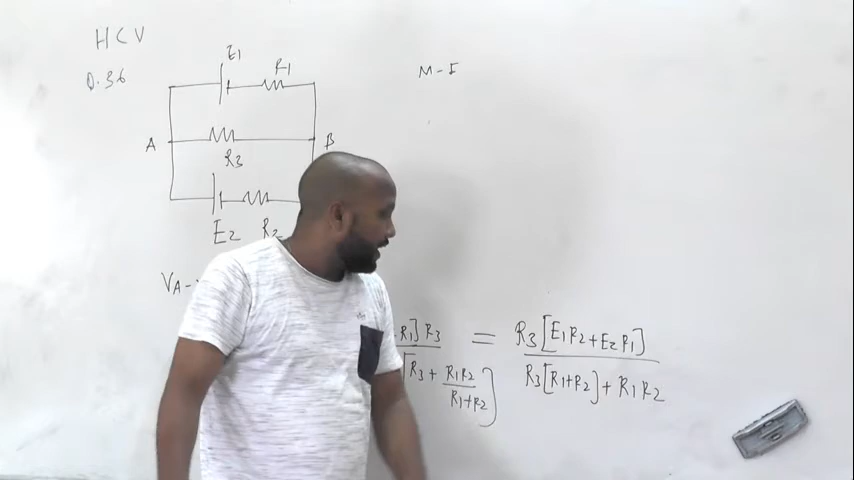 HCV
Q.36
M-I
E1
R1
A
B
R3
E2 R2
VA-
R1] R3 = R3[E1R2+E2R1]
[R3 + R1R2
R1+R2]
R3[R1+R2]+R1R2